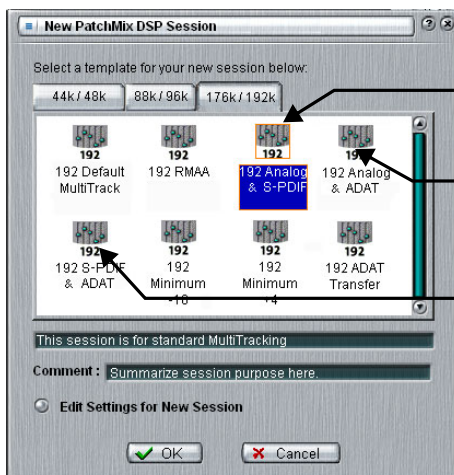 New PatchMix DSP Session
Select a template for your new session below:
44k / 48k 88k / 96k 176k / 192k
192 192 192 192
192 Default 192 RMAA 192 Analog 192 Analog
MultiTrack & S-PDIF & ADAT
192 192 192 192
192 S-PDIF 192 192 192 ADAT
& ADAT Minimum Minimum Transfer
-10 +4
This session is for standard MultiTracking
Comment : Summarize session purpose here.
Edit Settings for New Session
OK Cancel